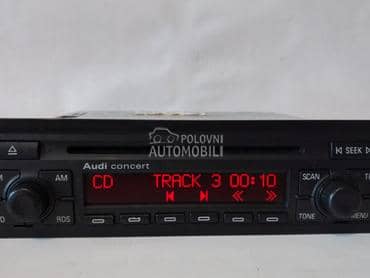 POLOVNI
AUTOMOBILI
SEEK
Audi concert
AM
SCAN
CD TRACK 3 00:10
RDS
TONE